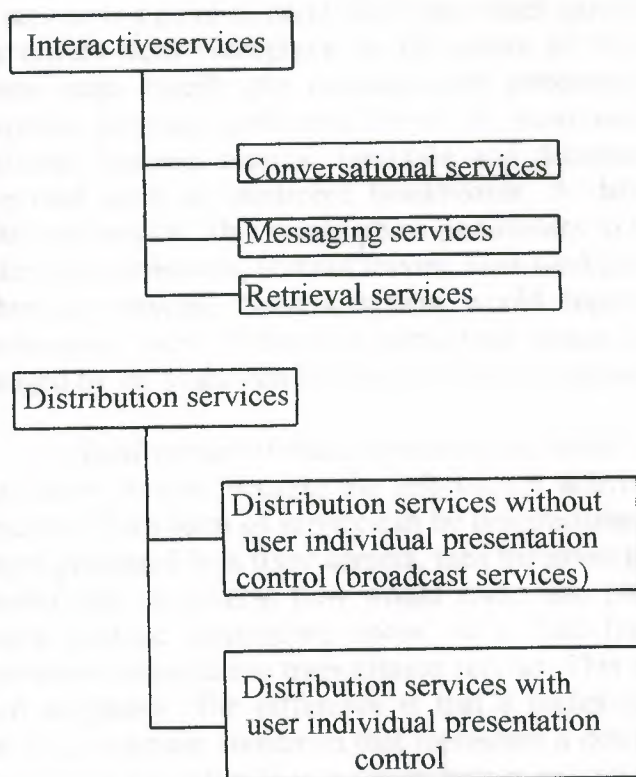 Interactiveservices
Conversational services
Messaging services
Retrieval services
Distribution services
Distribution services without
user individual presentation
control (broadcast services)
Distribution services with
user individual presentation
control